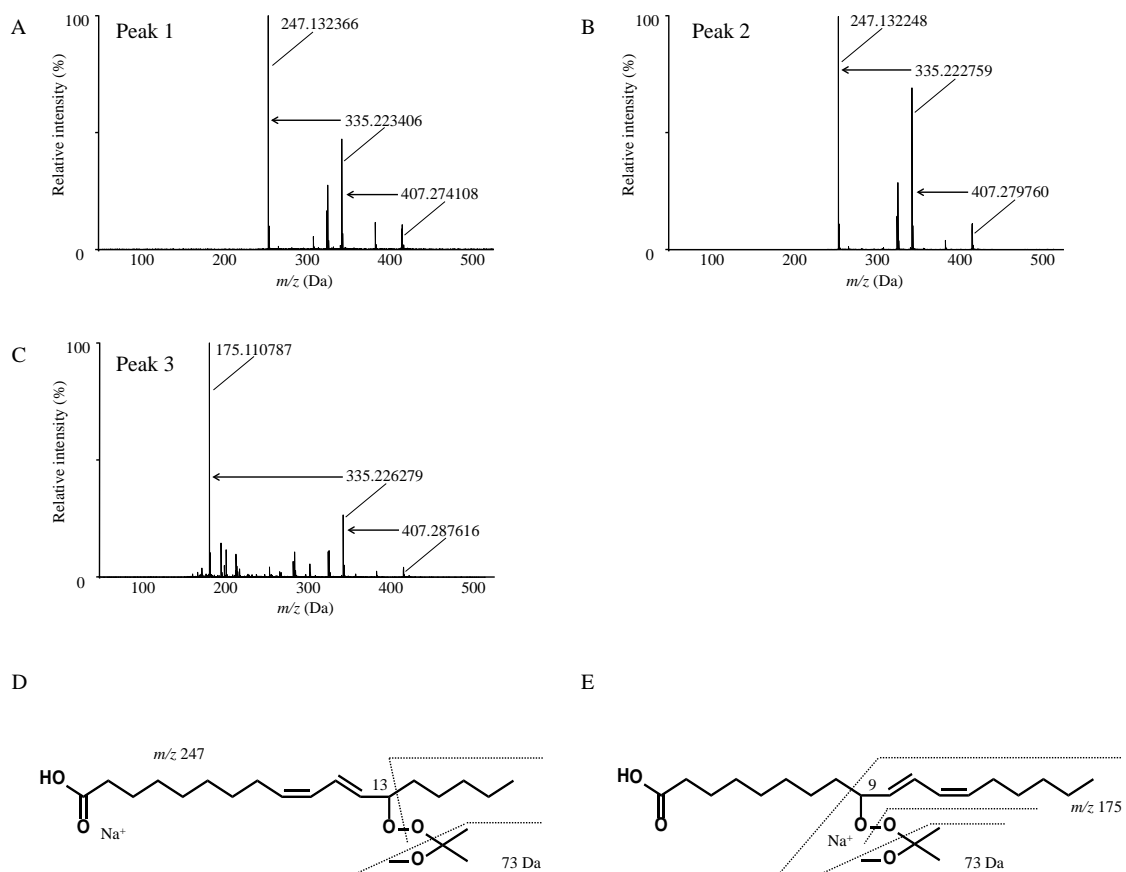 A
Peak 1
Relative intensity (%)
100
0
247.132366
335.223406
407.274108
100 200 300 400 500
m/z (Da)
B
Peak 2
Relative intensity (%)
100
0
247.132248
335.222759
407.279760
100 200 300 400 500
m/z (Da)
C
Peak 3
Relative intensity (%)
100
0
175.110787
335.226279
407.287616
100 200 300 400 500
m/z (Da)
D
m/z 247
HO
O
Na+
13
O O
O
73 Da
E
HO
O
9
m/z 175
O O
Na+
O
73 Da